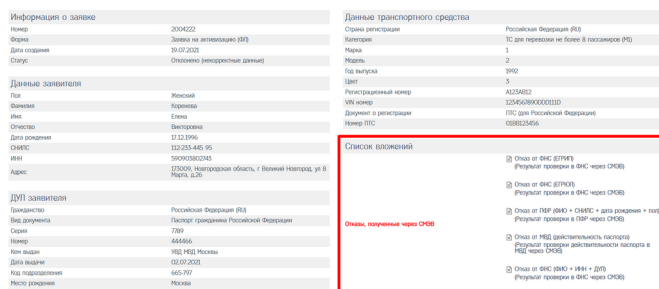 Информация о заявке
Номер 2004222
Форма Заявка на активизацию (ФЛ)
Дата создания 19.07.2021
Статус Отклонено (некорректные данные)
Данные заявителя
Пол Женский
Фамилия Коренева
Имя Елена
Отчество Викторовна
Дата рождения 17.12.1996
СНИЛС 112-233-445 95
ИНН 590903802743
Адрес 173009, Новгородская область, г Великий Новгород, ул 8 Марта, д.26
ДУЛ заявителя
Гражданство Российская Федерация (RU)
Вид документа Паспорт гражданина Российской Федерации
Серия 7789
Номер 444466
Кем выдан УВД МВД Москвы
Дата выдачи 02.07.2021
Код подразделения 665-797
Место рождения Москва
Данные транспортного средства
Страна регистрации Российская Федерация (RU)
Категория ТС для перевозки не более 8 пассажиров (M1)
Марка 1
Модель 2
Год выпуска 1992
Цвет 3
Регистрационный номер А123АВ12
VIN номер
Документ о регистрации ПТС (для Российской Федерации)
Номер ПТС 01ВВ123456
Список вложений
Отказы, полученные через СМЭВ
Отказ от ФНС (ЕГРИП)
(Результат проверки в ФНС через СМЭВ)
Отказ от ФНС (ЕГРЮЛ)
(Результат проверки в ФНС через СМЭВ)
Отказ от ПФР (ФИО + СНИЛС + дата рождения + пол)
(Результат проверки в ПФР через СМЭВ)
Отказ от МВД (действительность паспорта)
(Результат проверки действительности паспорта в
МВД через СМЭВ)
Отказ от ФНС (ФИО + ИНН + ДУЛ)
(Результат проверки в ФНС через СМЭВ)